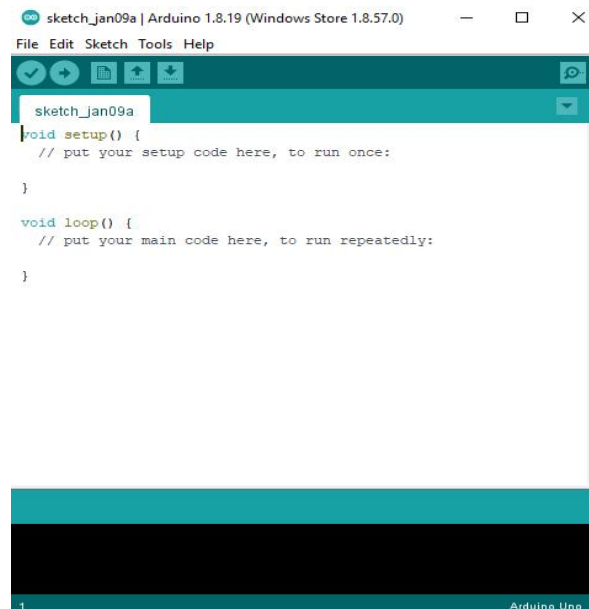 sketch_jan09a | Arduino 1.8.19 (Windows Store 1.8.57.0)
File Edit Sketch Tools Help
sketch_jan09a
void setup() {
// put your setup code here, to run once:
}
void loop() {
// put your main code here, to run repeatedly:
}
1 Arduino Uno